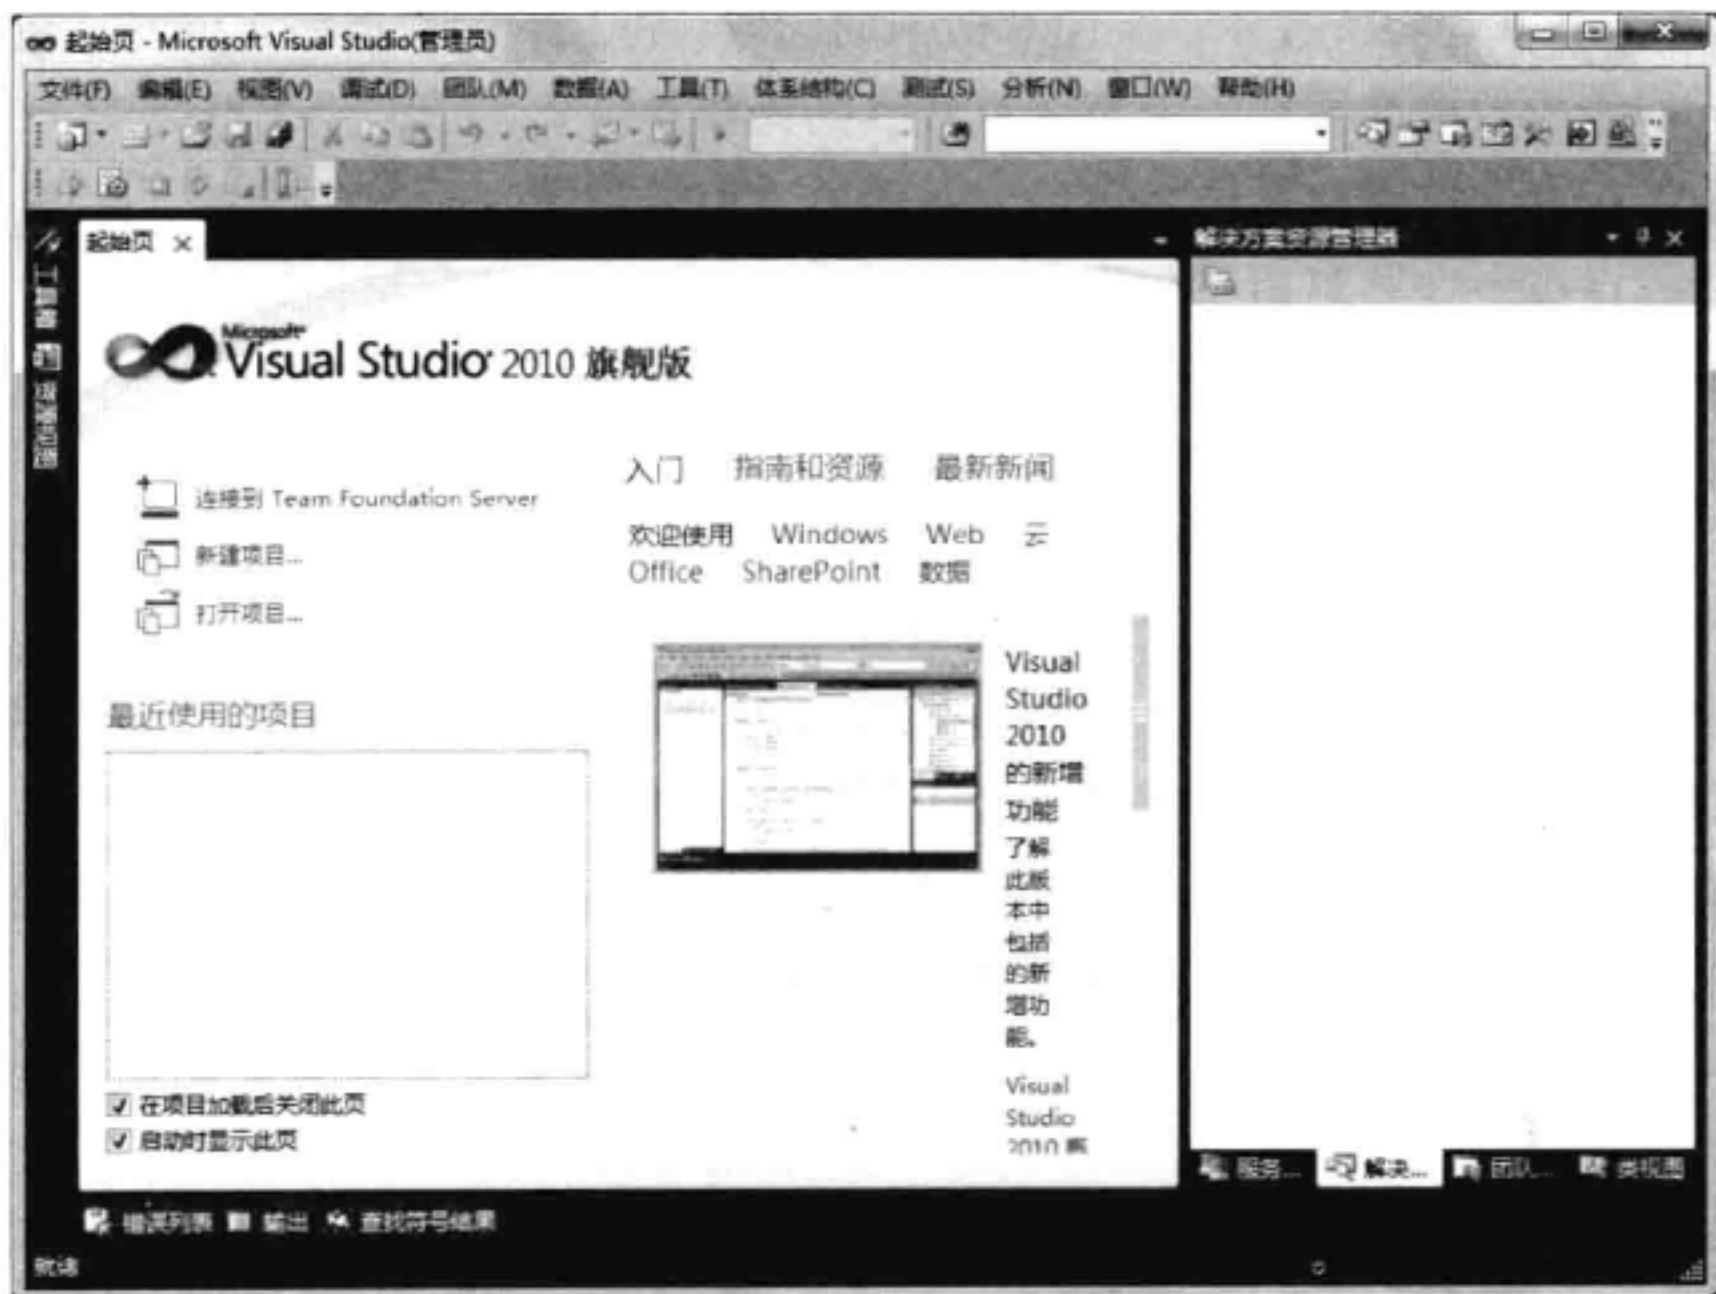 起始页 - Microsoft Visual Studio(管理员)
文件(F) 编辑(E) 视图(V) 调试(D) 团队(M) 数据(A) 工具(T) 体系结构(C) 测试(S) 分析(N) 窗口(W) 帮助(H)
起始页
解决方案资源管理器
工具箱
Microsoft
Visual Studio 2010 旗舰版
连接到 Team Foundation Server
新建项目...
打开项目...
最近使用的项目
在项目加载后关闭此页
启动时显示此页
入门 指南和资源 最新新闻
欢迎使用 Windows Web 云
Office SharePoint 数据
Visual
Studio
2010
的新增
功能
了解
此版
本中
包括
的新
增功
能。
Visual
Studio
2010 概
服务... 解决... 团队... 类视图
错误列表 输出 查找符号结果
就绪